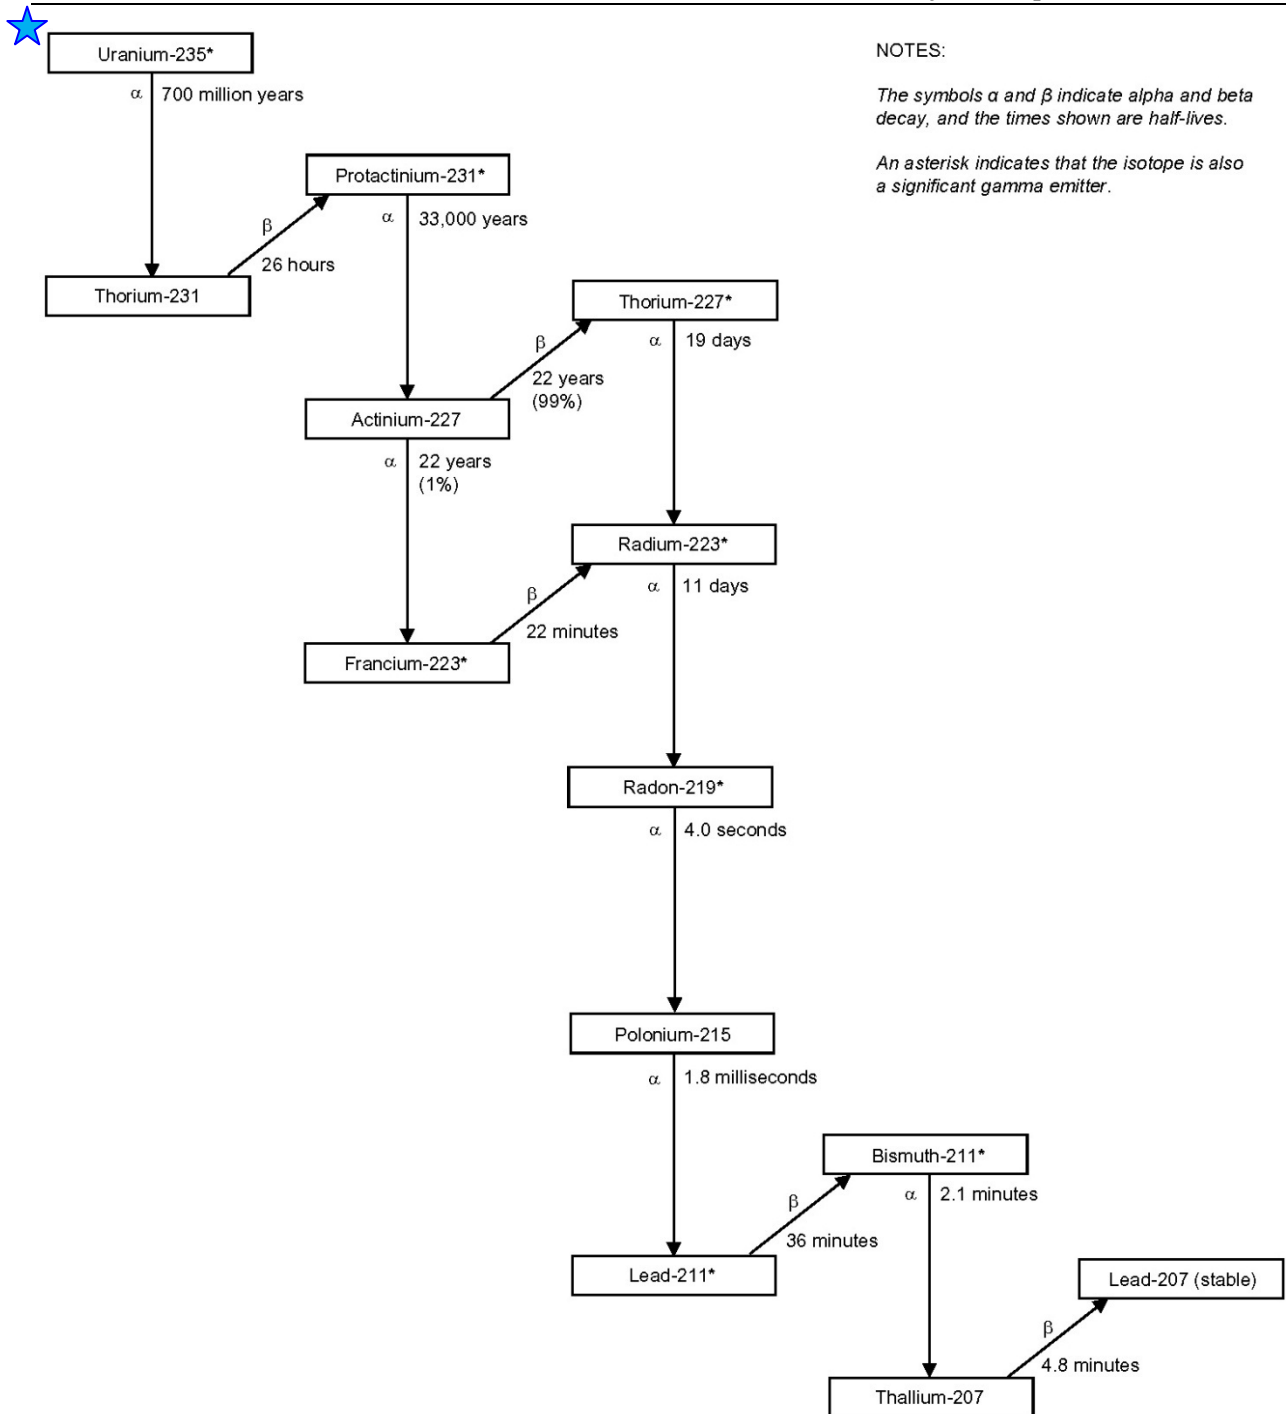 Uranium-235*
α 700 million years
NOTES:
The symbols α and β indicate alpha and beta
decay, and the times shown are half-lives.
An asterisk indicates that the isotope is also
a significant gamma emitter.
Protactinium-231*
α 33,000 years
β
26 hours
Thorium-231
Thorium-227*
α 19 days
β
22 years
(99%)
Actinium-227
α 22 years
(1%)
Radium-223*
α 11 days
β
22 minutes
Francium-223*
Radon-219*
α 4.0 seconds
Polonium-215
α 1.8 milliseconds
Bismuth-211*
α 2.1 minutes
β
36 minutes
Lead-211*
Lead-207 (stable)
β
4.8 minutes
Thallium-207